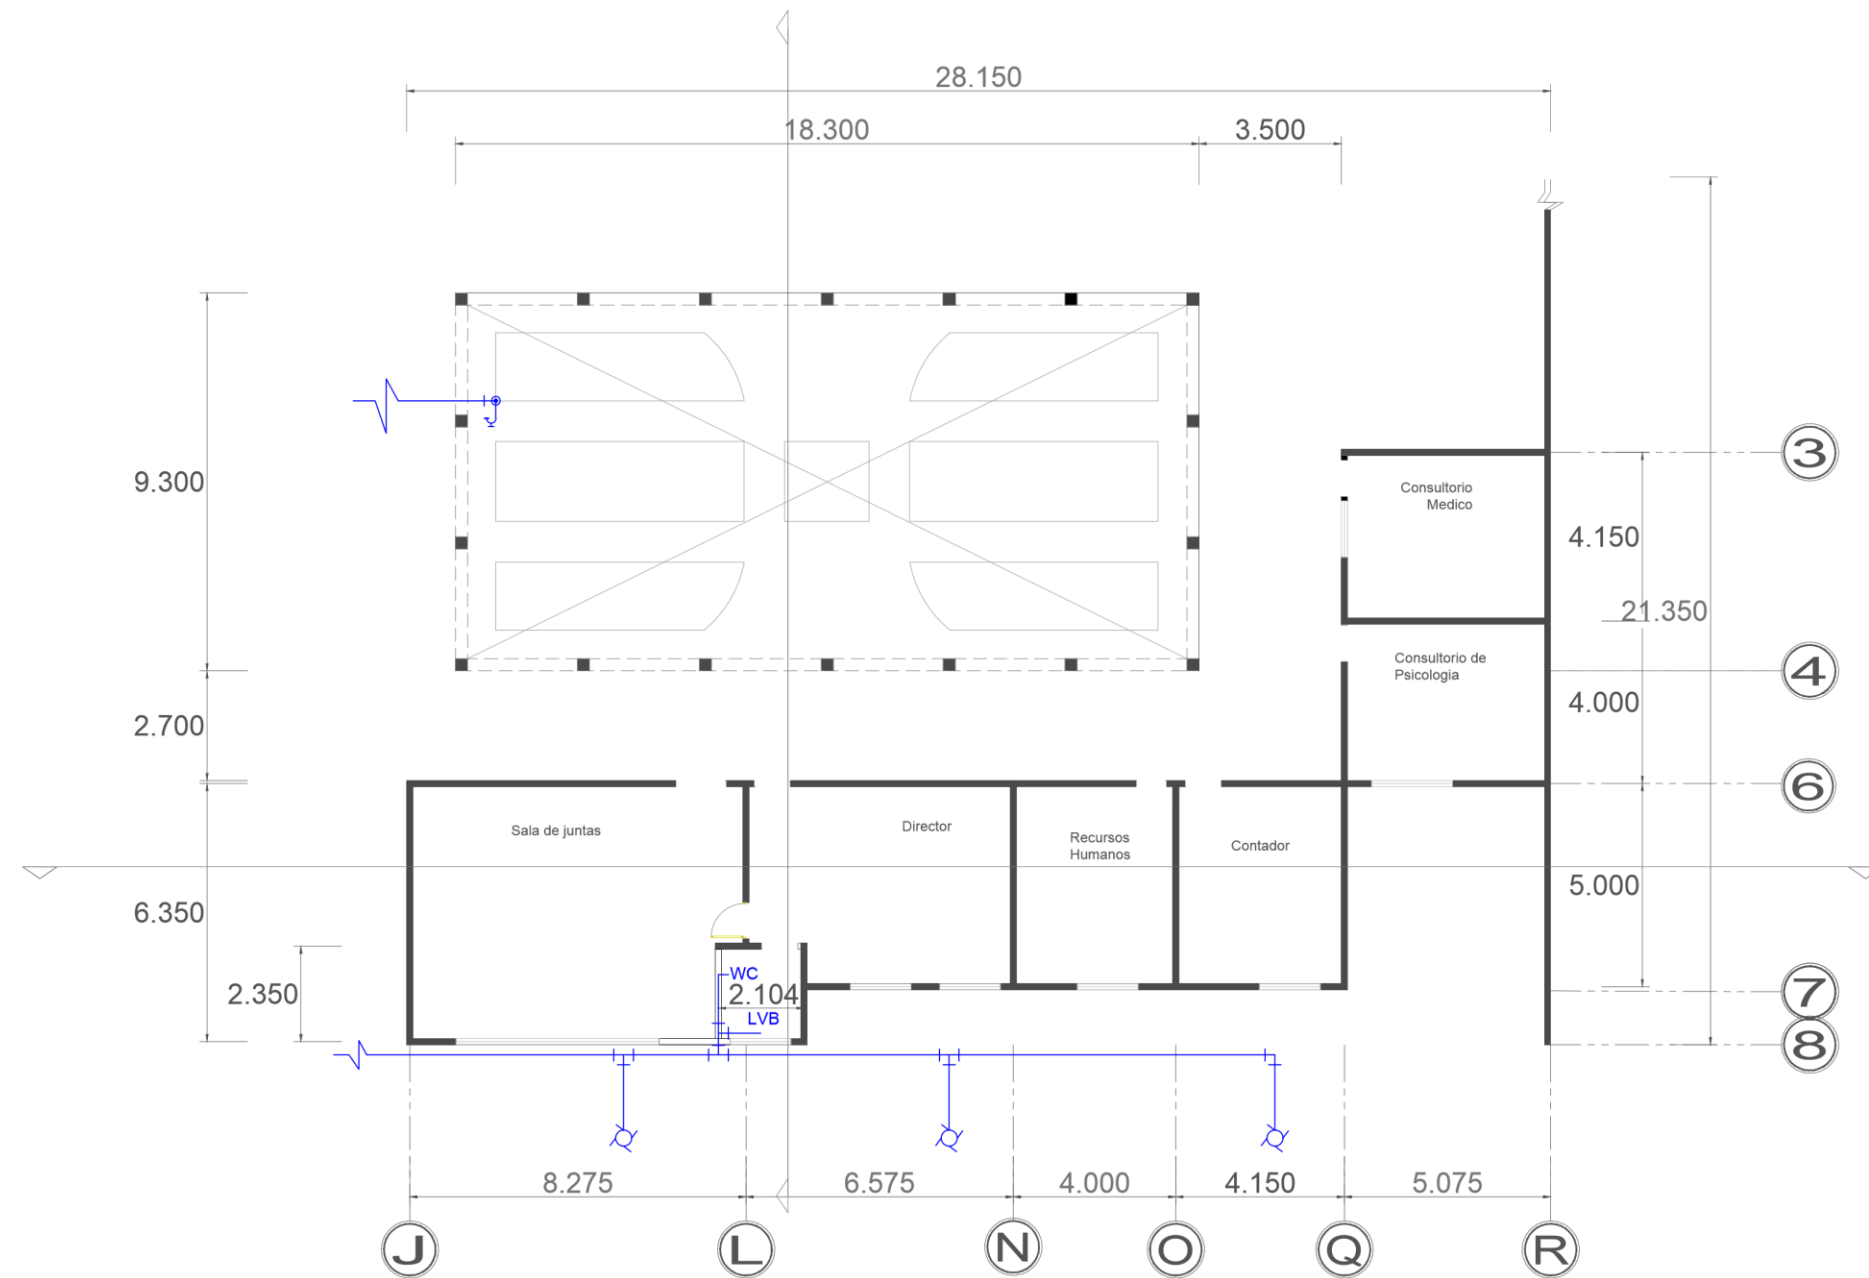 28.150
18.300
3.500
3
Consultorio
Medico
9.300
4.150
21.350
Consultorio de
Psicologia
4
4.000
2.700
6
Sala de juntas
Director
Recursos
Humanos
Contador
5.000
6.350
WC
2.350
2.104
7
LVB
8
8.275
6.575
4.000
4.150
5.075
J
L
N
O
Q
R